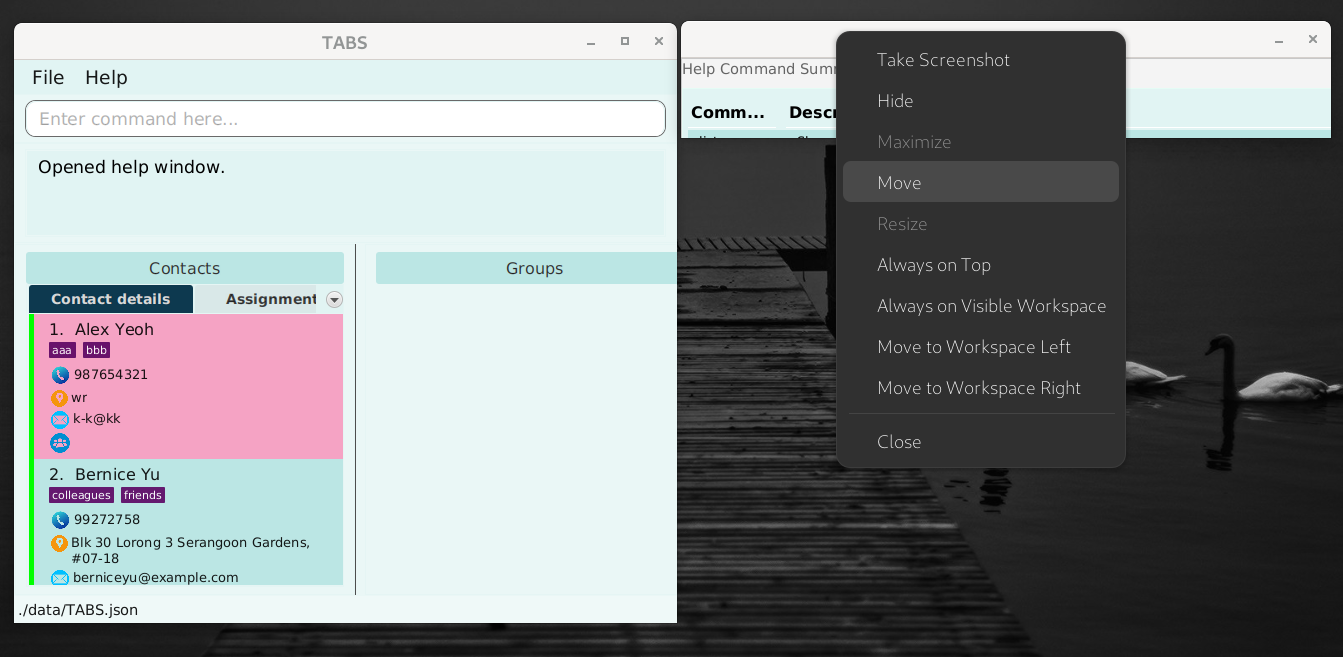 TABS
File Help
Enter command here...
Opened help window.
Contacts
Groups
Contact details
Assignment
1. Alex Yeoh
aaa bbb
987654321
wr
k-k@kk
2. Bernice Yu
colleagues friends
99272758
Blk 30 Lorong 3 Serangoon Gardens,
#07-18
berniceyu@example.com
./data/TABS.json
Help Command Sum
Comm... Descr
Take Screenshot
Hide
Maximize
Move
Resize
Always on Top
Always on Visible Workspace
Move to Workspace Left
Move to Workspace Right
Close